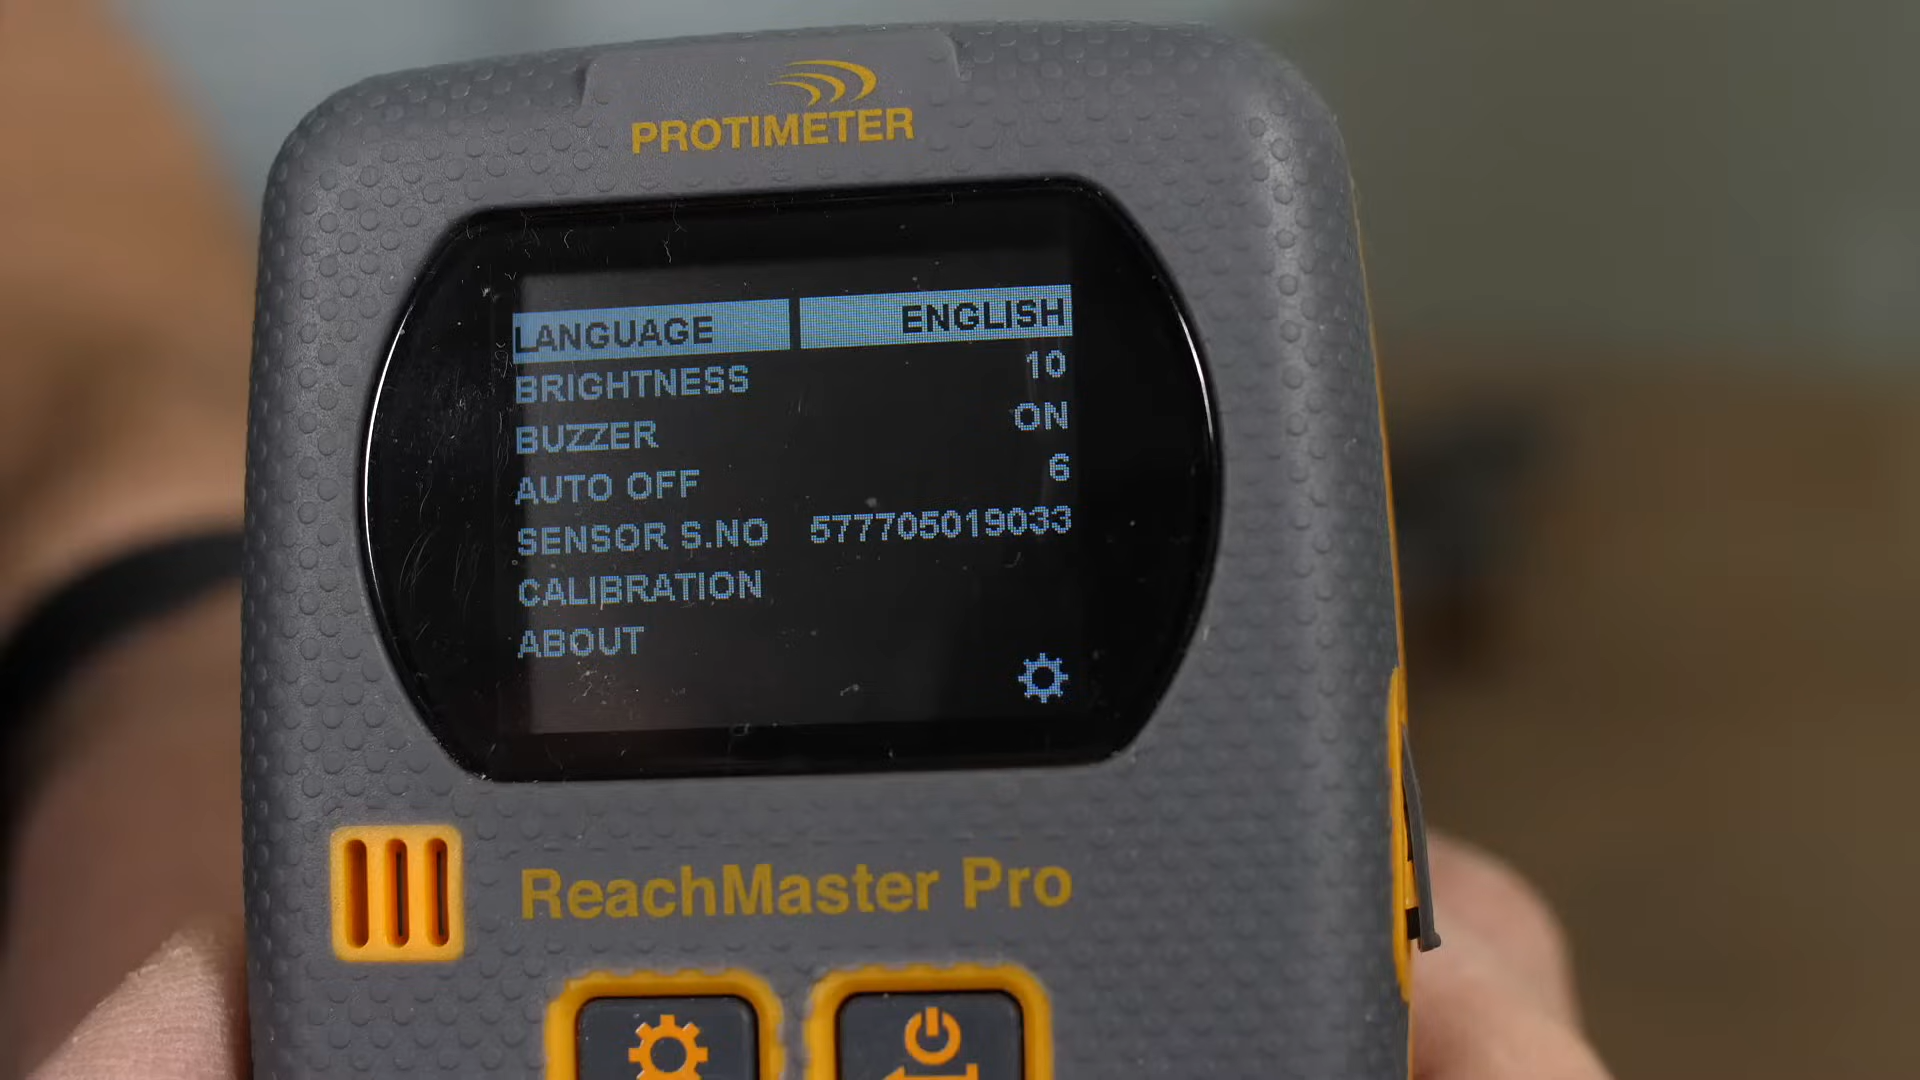 PROTIMETER
LANGUAGE ENGLISH
BRIGHTNESS 10
BUZZER ON
AUTO OFF 6
SENSOR S.NO 577705019033
CALIBRATION
ABOUT
ReachMaster Pro